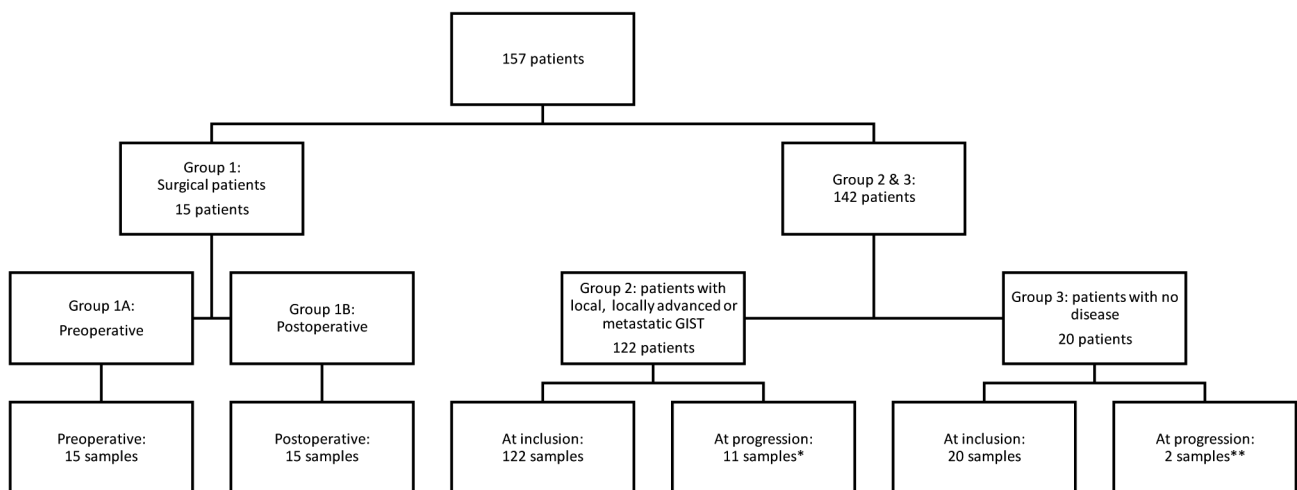 157 patients
Group 1:
Surgical patients
15 patients
Group 2 & 3:
142 patients
Group 1A:
Preoperative
Group 1B:
Postoperative
Group 2: patients with
local, locally advanced or
metastatic GIST
122 patients
Group 3: patients with no
disease
20 patients
Preoperative:
15 samples
Postoperative:
15 samples
At inclusion:
122 samples
At progression:
11 samples*
At inclusion:
20 samples
At progression:
2 samples**